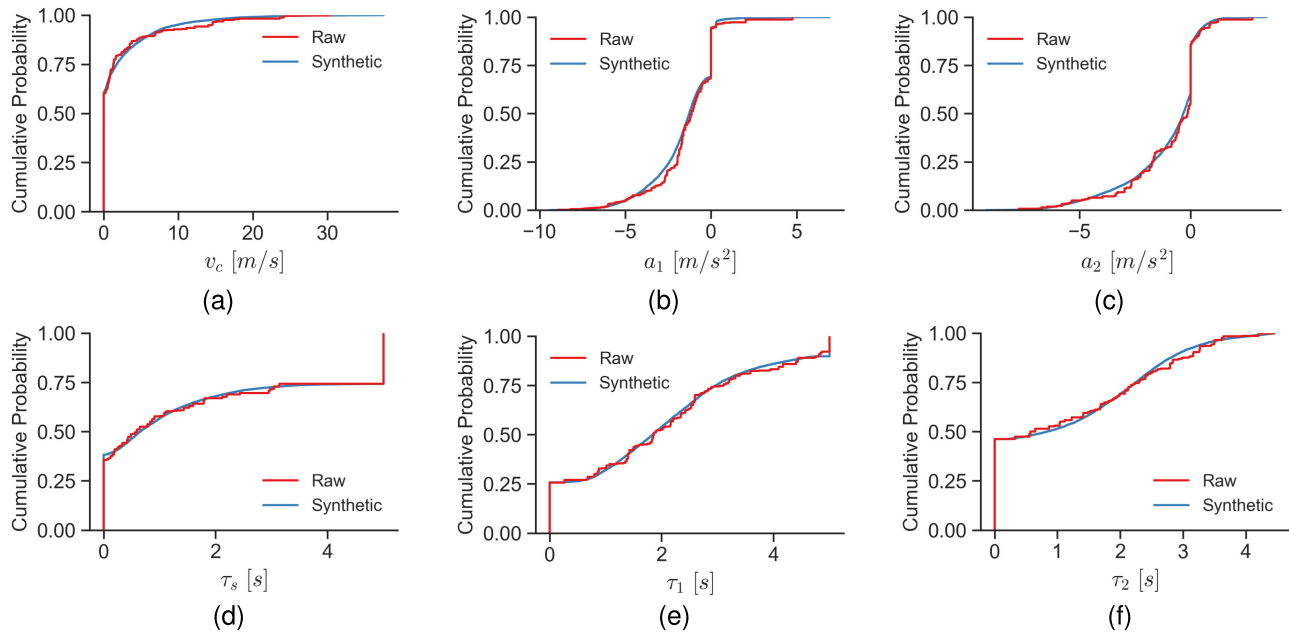 1.00
0.75
0.50
0.25
0.00
Cumulative Probability
Raw
Synthetic
0 10 20 30
v_c [m/s]
(a)
1.00
0.75
0.50
0.25
0.00
Cumulative Probability
Raw
Synthetic
−10 −5 0 5
a_1 [m/s²]
(b)
1.00
0.75
0.50
0.25
0.00
Cumulative Probability
Raw
Synthetic
−5 0
a_2 [m/s²]
(c)
1.00
0.75
0.50
0.25
0.00
Cumulative Probability
Raw
Synthetic
0 2 4
τ_s [s]
(d)
1.00
0.75
0.50
0.25
0.00
Cumulative Probability
Raw
Synthetic
0 2 4
τ_1 [s]
(e)
1.00
0.75
0.50
0.25
0.00
Cumulative Probability
Raw
Synthetic
0 1 2 3 4
τ_2 [s]
(f)